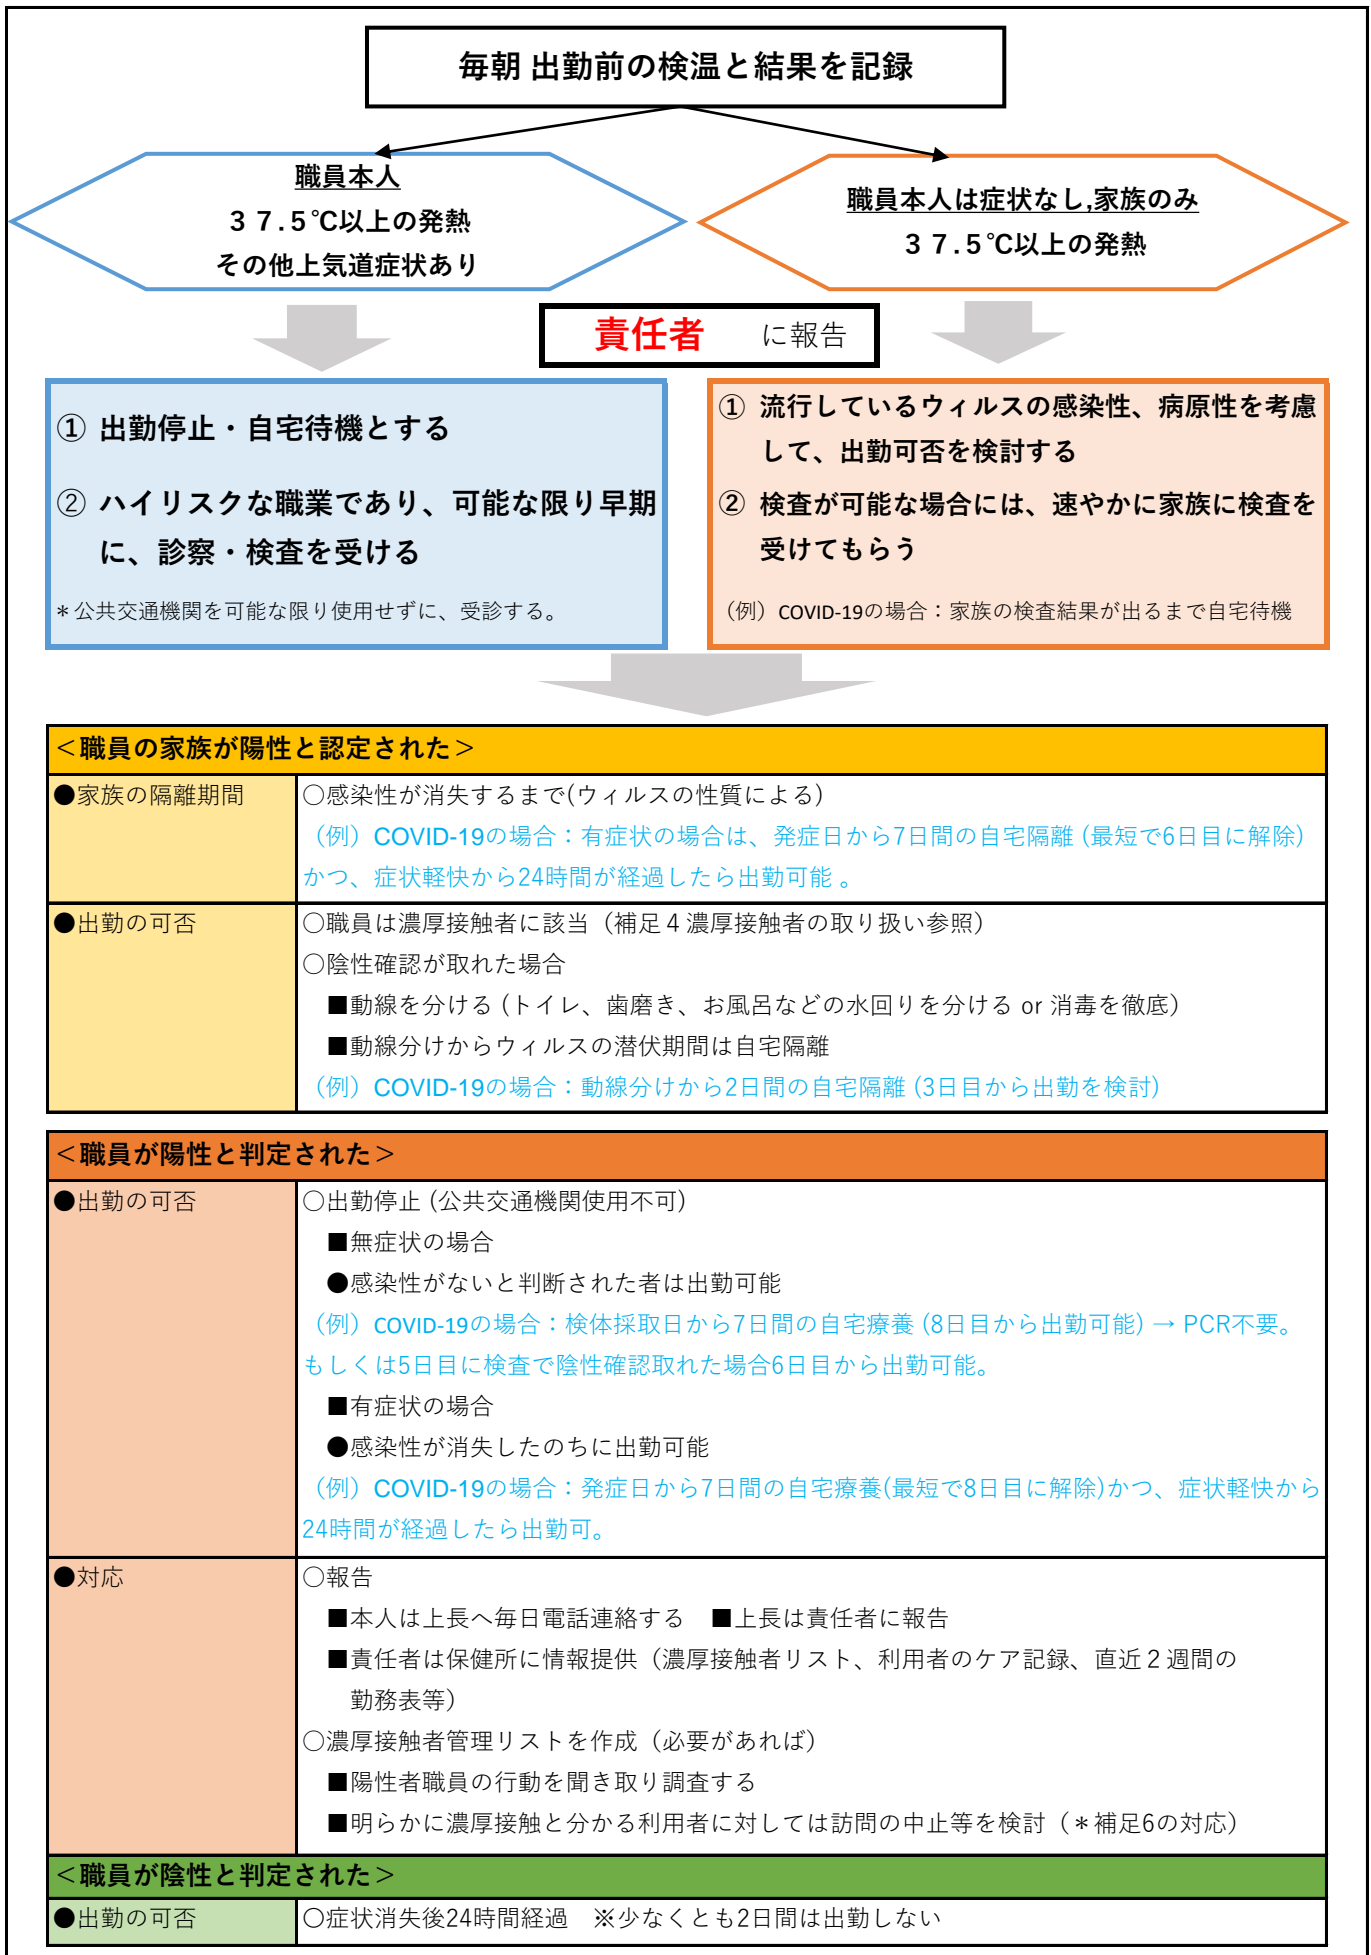 毎朝 出勤前の検温と結果を記録
職員本人
３７.５℃以上の発熱
その他上気道症状あり
職員本人は症状なし,家族のみ
３７.５℃以上の発熱
責任者　に報告
① 出勤停止・自宅待機とする
② ハイリスクな職業であり、可能な限り早期
に、診察・検査を受ける
＊公共交通機関を可能な限り使用せずに、受診する。
① 流行しているウィルスの感染性、病原性を考慮
して、出勤可否を検討する
② 検査が可能な場合には、速やかに家族に検査を
受けてもらう
（例）COVID-19の場合：家族の検査結果が出るまで自宅待機
＜職員の家族が陽性と認定された＞
●家族の隔離期間
○感染性が消失するまで(ウィルスの性質による)
（例）COVID-19の場合：有症状の場合は、発症日から7日間の自宅隔離 (最短で6日目に解除)
かつ、症状軽快から24時間が経過したら出勤可能 。
●出勤の可否
○職員は濃厚接触者に該当（補足４濃厚接触者の取り扱い参照）
○陰性確認が取れた場合
■動線を分ける (トイレ、歯磨き、お風呂などの水回りを分ける or 消毒を徹底）
■動線分けからウィルスの潜伏期間は自宅隔離
（例）COVID-19の場合：動線分けから2日間の自宅隔離 (3日目から出勤を検討)
＜職員が陽性と判定された＞
●出勤の可否
○出勤停止 (公共交通機関使用不可)
■無症状の場合
●感染性がないと判断された者は出勤可能
（例）COVID-19の場合：検体採取日から7日間の自宅療養 (8日目から出勤可能) → PCR不要。
もしくは5日目に検査で陰性確認取れた場合6日目から出勤可能。
■有症状の場合
●感染性が消失したのちに出勤可能
（例）COVID-19の場合：発症日から7日間の自宅療養(最短で8日目に解除)かつ、症状軽快から
24時間が経過したら出勤可。
●対応
○報告
■本人は上長へ毎日電話連絡する　■上長は責任者に報告
■責任者は保健所に情報提供（濃厚接触者リスト、利用者のケア記録、直近２週間の
勤務表等）
○濃厚接触者管理リストを作成（必要があれば）
■陽性者職員の行動を聞き取り調査する
■明らかに濃厚接触と分かる利用者に対しては訪問の中止等を検討（＊補足6の対応）
＜職員が陰性と判定された＞
●出勤の可否
○症状消失後24時間経過　※少なくとも2日間は出勤しない